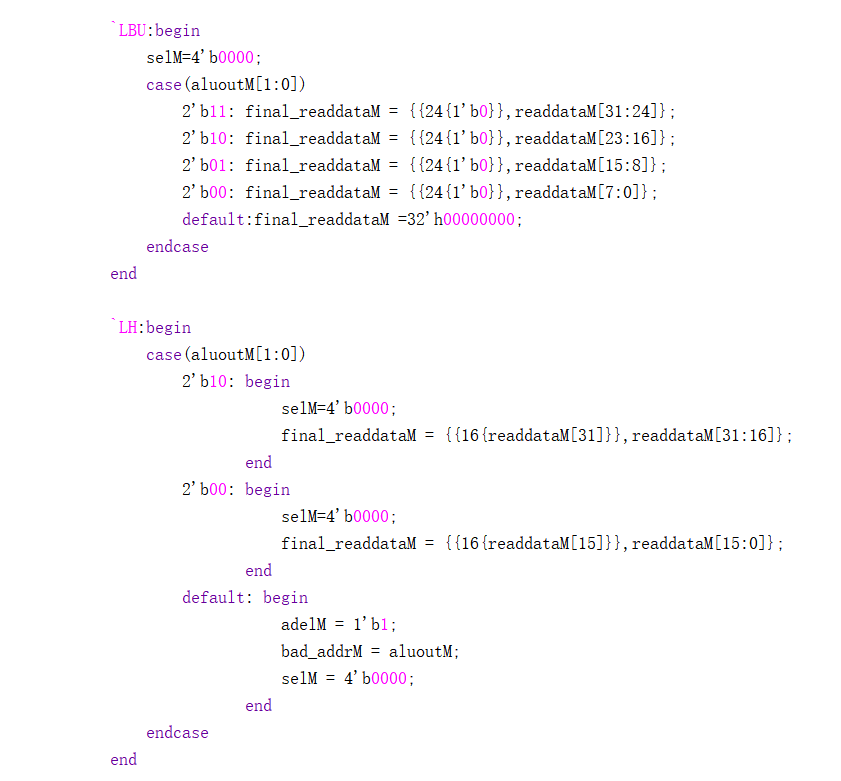 `LBU:begin
selM=4'b0000;
case(aluoutM[1:0])
2'b11: final_readdataM = {{24{1'b0}},readdataM[31:24]};
2'b10: final_readdataM = {{24{1'b0}},readdataM[23:16]};
2'b01: final_readdataM = {{24{1'b0}},readdataM[15:8]};
2'b00: final_readdataM = {{24{1'b0}},readdataM[7:0]};
default:final_readdataM =32'h00000000;
endcase
end
`LH:begin
case(aluoutM[1:0])
2'b10: begin
selM=4'b0000;
final_readdataM = {{16{readdataM[31]}},readdataM[31:16]};
end
2'b00: begin
selM=4'b0000;
final_readdataM = {{16{readdataM[15]}},readdataM[15:0]};
end
default: begin
adelM = 1'b1;
bad_addrM = aluoutM;
selM = 4'b0000;
end
endcase
end